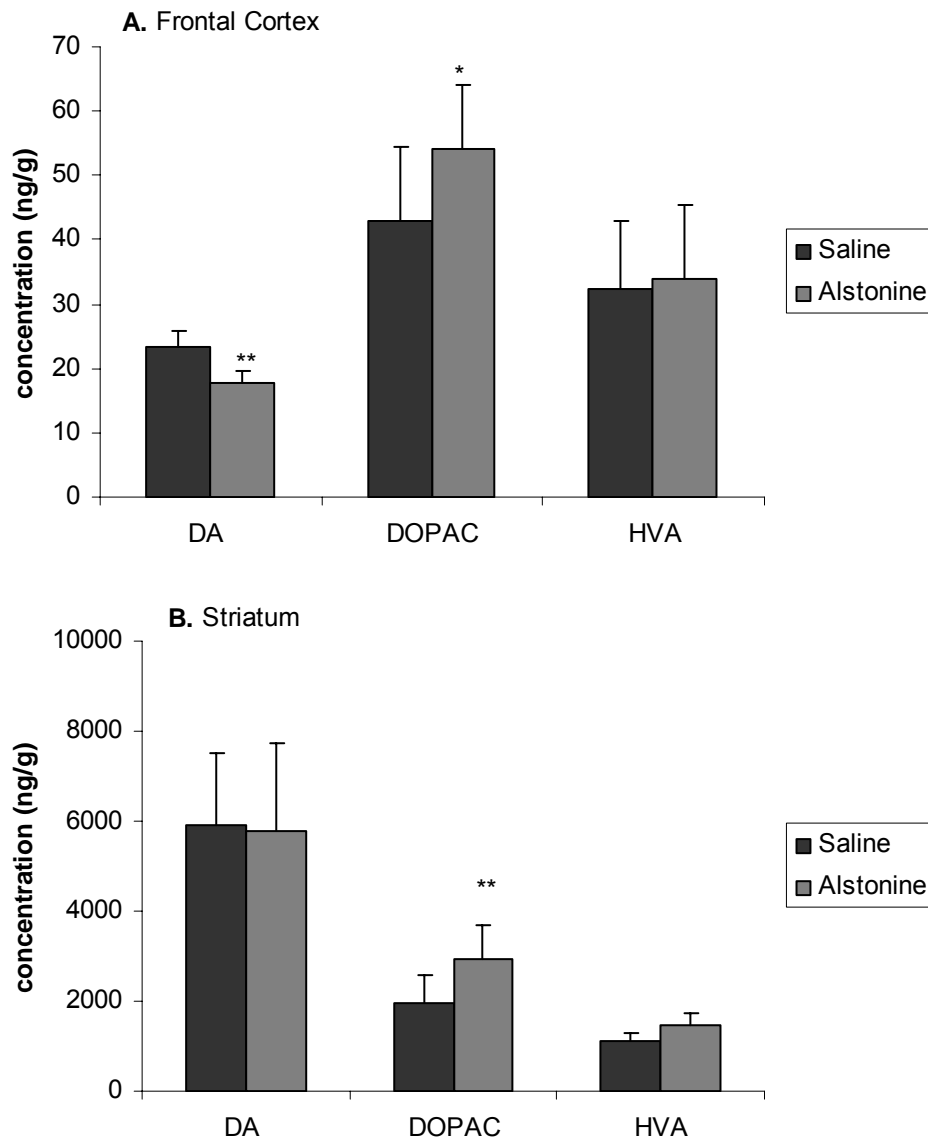 A. Frontal Cortex
70
60
50
40
30
20
10
0
concentration (ng/g)
*
**
DA DOPAC HVA
Saline
Alstonine
B. Striatum
10000
8000
6000
4000
2000
0
concentration (ng/g)
**
DA DOPAC HVA
Saline
Alstonine